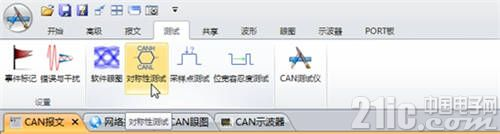 开始 高级 报文 测试 共享 波形 眼图 示波器 PORT板
CANH
CANL
事件标记 错误与干扰 软件眼图 对称性测试 采样点测试 位宽容忍度测试 CAN测试仪
设置
CAN报文 网络 对称性测试 CAN眼图 CAN示波器
21ic 中国电子网
.com